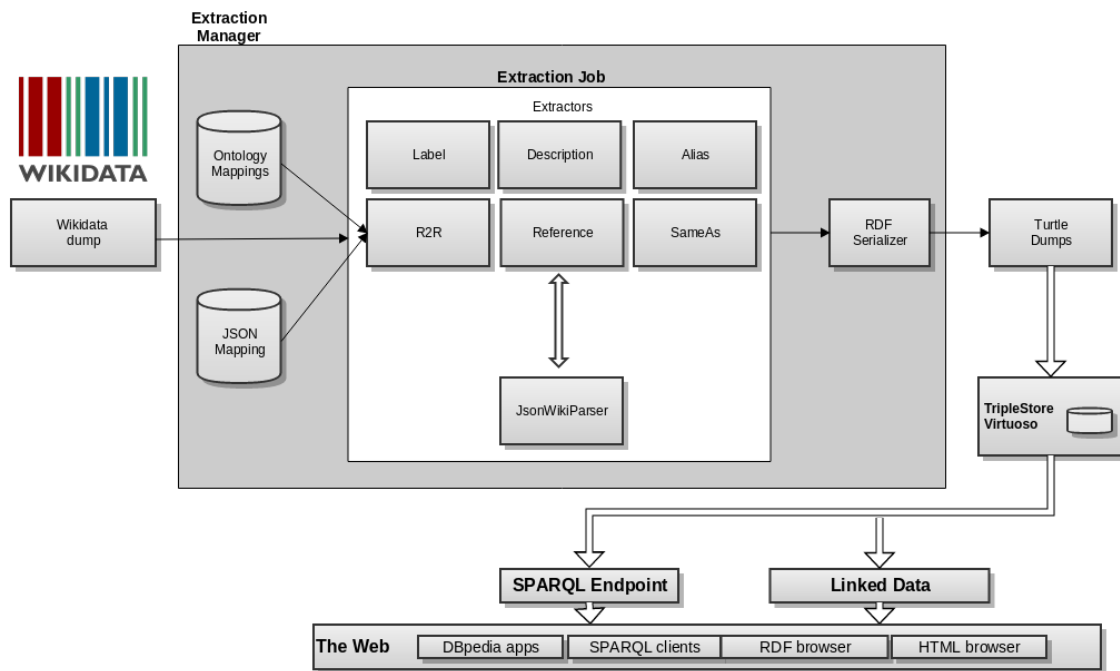 Extraction
Manager
Extraction Job
Extractors
WIKIDATA
Wikidata
dump
Ontology
Mappings
JSON
Mapping
Label
Description
Alias
R2R
Reference
SameAs
JsonWikiParser
RDF
Serializer
Turtle
Dumps
TripleStore
Virtuoso
SPARQL Endpoint
Linked Data
The Web
DBpedia apps
SPARQL clients
RDF browser
HTML browser